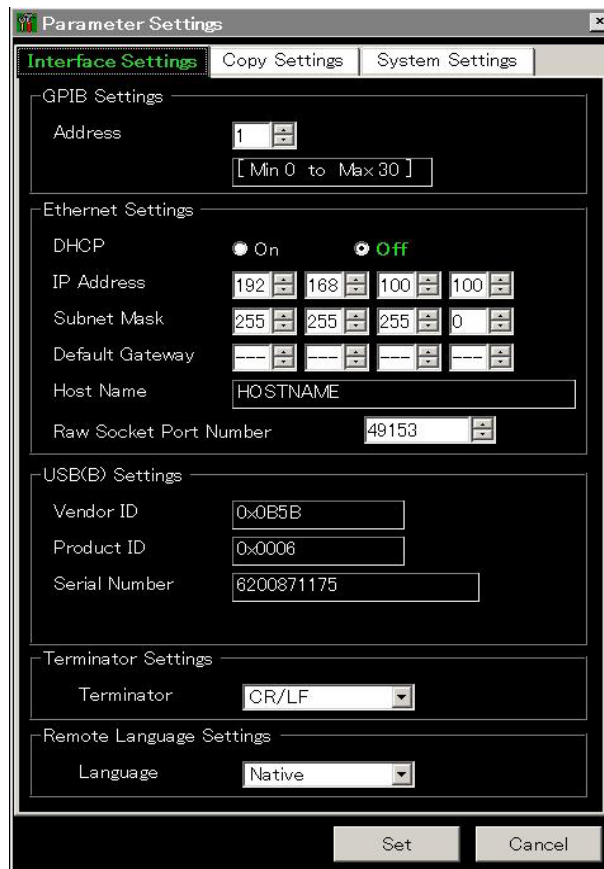 Parameter Settings
Interface Settings Copy Settings System Settings
GPIB Settings
Address 1
[ Min 0 to Max 30 ]
Ethernet Settings
DHCP On Off
IP Address 192 168 100 100
Subnet Mask 255 255 255 0
Default Gateway --- --- --- ---
Host Name HOSTNAME
Raw Socket Port Number 49153
USB(B) Settings
Vendor ID 0x0B5B
Product ID 0x0006
Serial Number 6200871175
Terminator Settings
Terminator CR/LF
Remote Language Settings
Language Native
Set Cancel